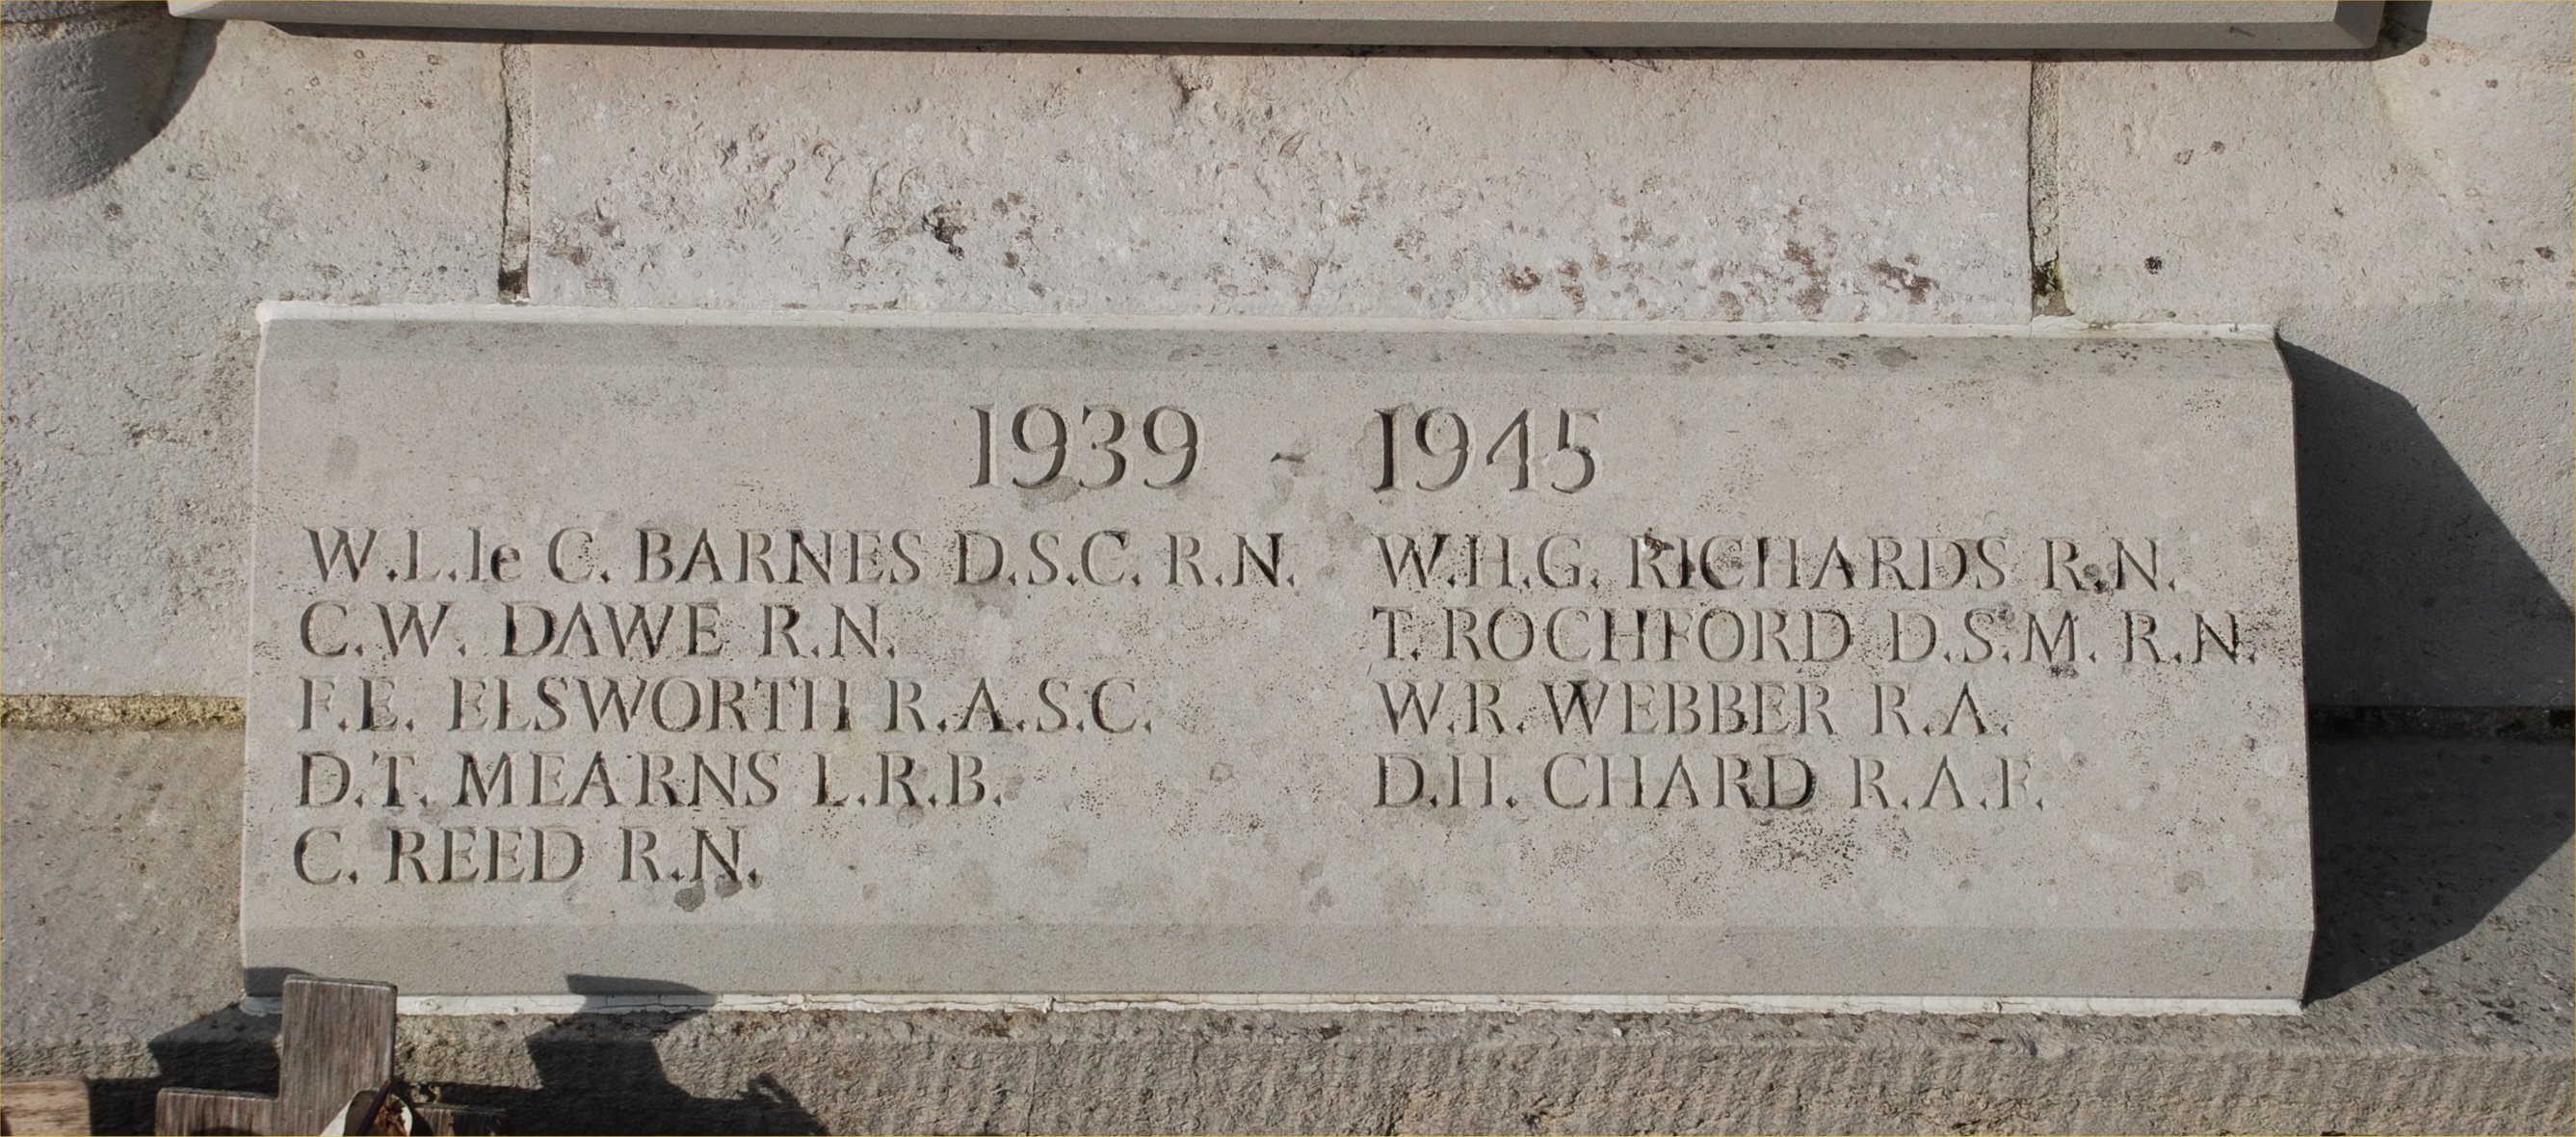 1939 - 1945
W.L.le C. BARNES D.S.C. R.N.
C.W. DAWE R.N.
F.E. ELSWORTH R.A.S.C.
D.T. MEARNS L.R.B.
C. REED R.N.
W.H.G. RICHARDS R.N.
T. ROCHFORD D.S.M. R.N.
W.R. WEBBER R.A.
D.H. CHARD R.A.F.